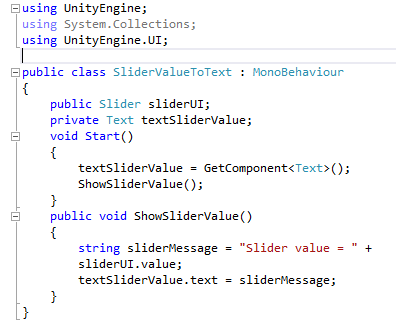 using UnityEngine;
using System.Collections;
using UnityEngine.UI;
public class SliderValueToText : MonoBehaviour
{
    public Slider sliderUI;
    private Text textSliderValue;
    void Start()
    {
        textSliderValue = GetComponent<Text>();
        ShowSliderValue();
    }
    public void ShowSliderValue()
    {
        string sliderMessage = "Slider value = " +
        sliderUI.value;
        textSliderValue.text = sliderMessage;
    }
}